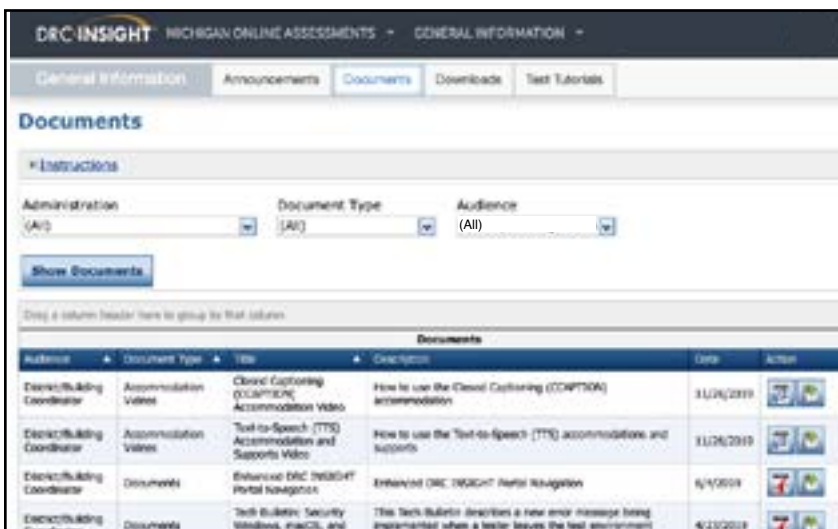 DRC INSIGHT MICHIGAN ONLINE ASSESSMENTS GENERAL INFORMATION
General Information Announcements Documents Downloads Test Tutorials
Documents
Instructions
Administration Document Type Audience
(All) (All) (All)
Show Documents
Drag a column header here to group by that column
Documents
Audience Document Type Title Description Date Action
District/Building Coordinator Accommodation Videos Closed Captioning (CCAPTION) Accommodation Video How to use the Closed Captioning (CCAPTION) accommodation 11/26/2019
District/Building Coordinator Accommodation Videos Text-to-Speech (TTS) Accommodation and Supports Video How to use the Text-to-Speech (TTS) accommodations and supports 11/26/2019
District/Building Coordinator Documents Enhanced DRC INSIGHT Portal Navigation Enhanced DRC INSIGHT Portal Navigation 6/4/2019
District/Building Documents Tech Bulletin: Security Windows, macOS, and This Tech Bulletin describes a new error message being implemented when a tester leaves the test environment 4/23/2019